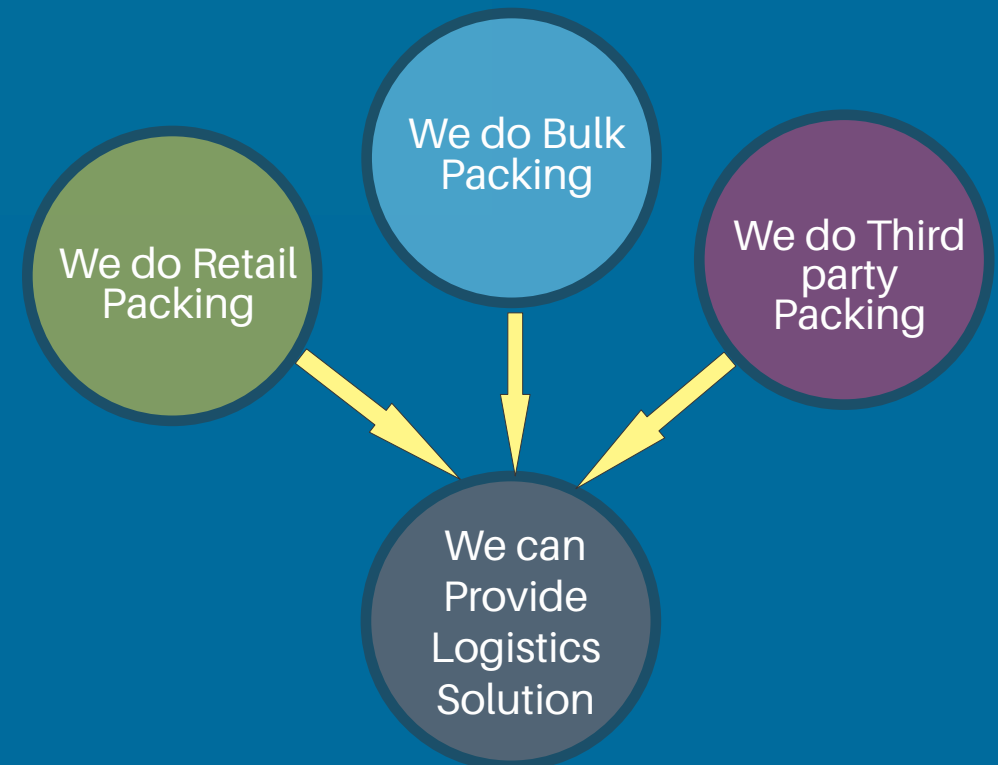 We do Bulk
Packing
We do Retail
Packing
We do Third
party
Packing
We can
Provide
Logistics
Solution